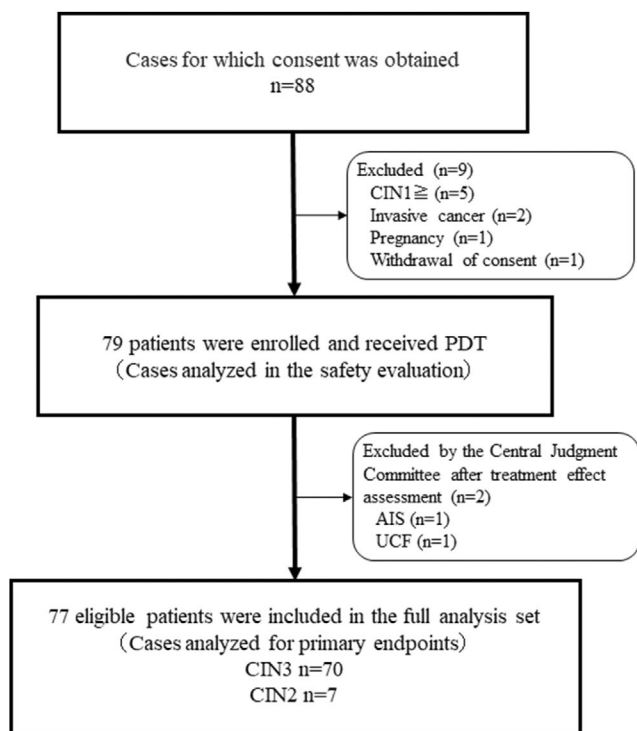 Cases for which consent was obtained
n=88
Excluded (n=9)
CIN1≧ (n=5)
Invasive cancer (n=2)
Pregnancy (n=1)
Withdrawal of consent (n=1)
79 patients were enrolled and received PDT
（Cases analyzed in the safety evaluation）
Excluded by the Central Judgment
Committee after treatment effect
assessment (n=2)
AIS (n=1)
UCF (n=1)
77 eligible patients were included in the full analysis set
（Cases analyzed for primary endpoints）
CIN3 n=70
CIN2 n=7